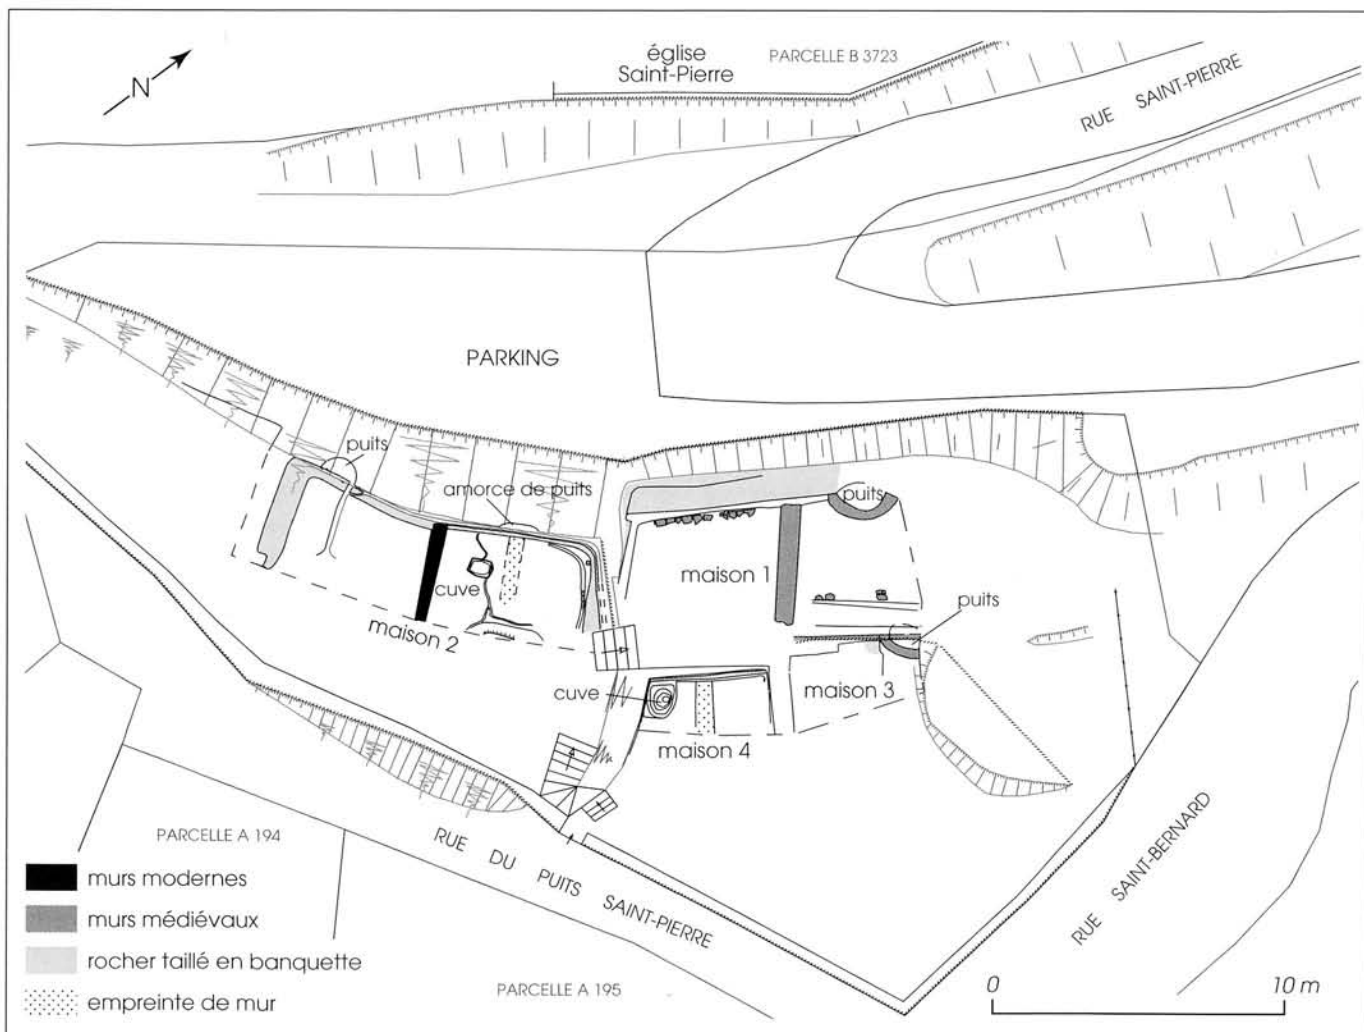 église
Saint-Pierre
PARCELLE B 3723
N
RUE SAINT-PIERRE
PARKING
puits
amorce de puits
puits
maison 1
cuve
puits
maison 2
maison 3
cuve
maison 4
PARCELLE A 194
RUE DU PUITS SAINT-PIERRE
RUE SAINT-BERNARD
murs modernes
murs médiévaux
rocher taillé en banquette
empreinte de mur
PARCELLE A 195
0 10 m